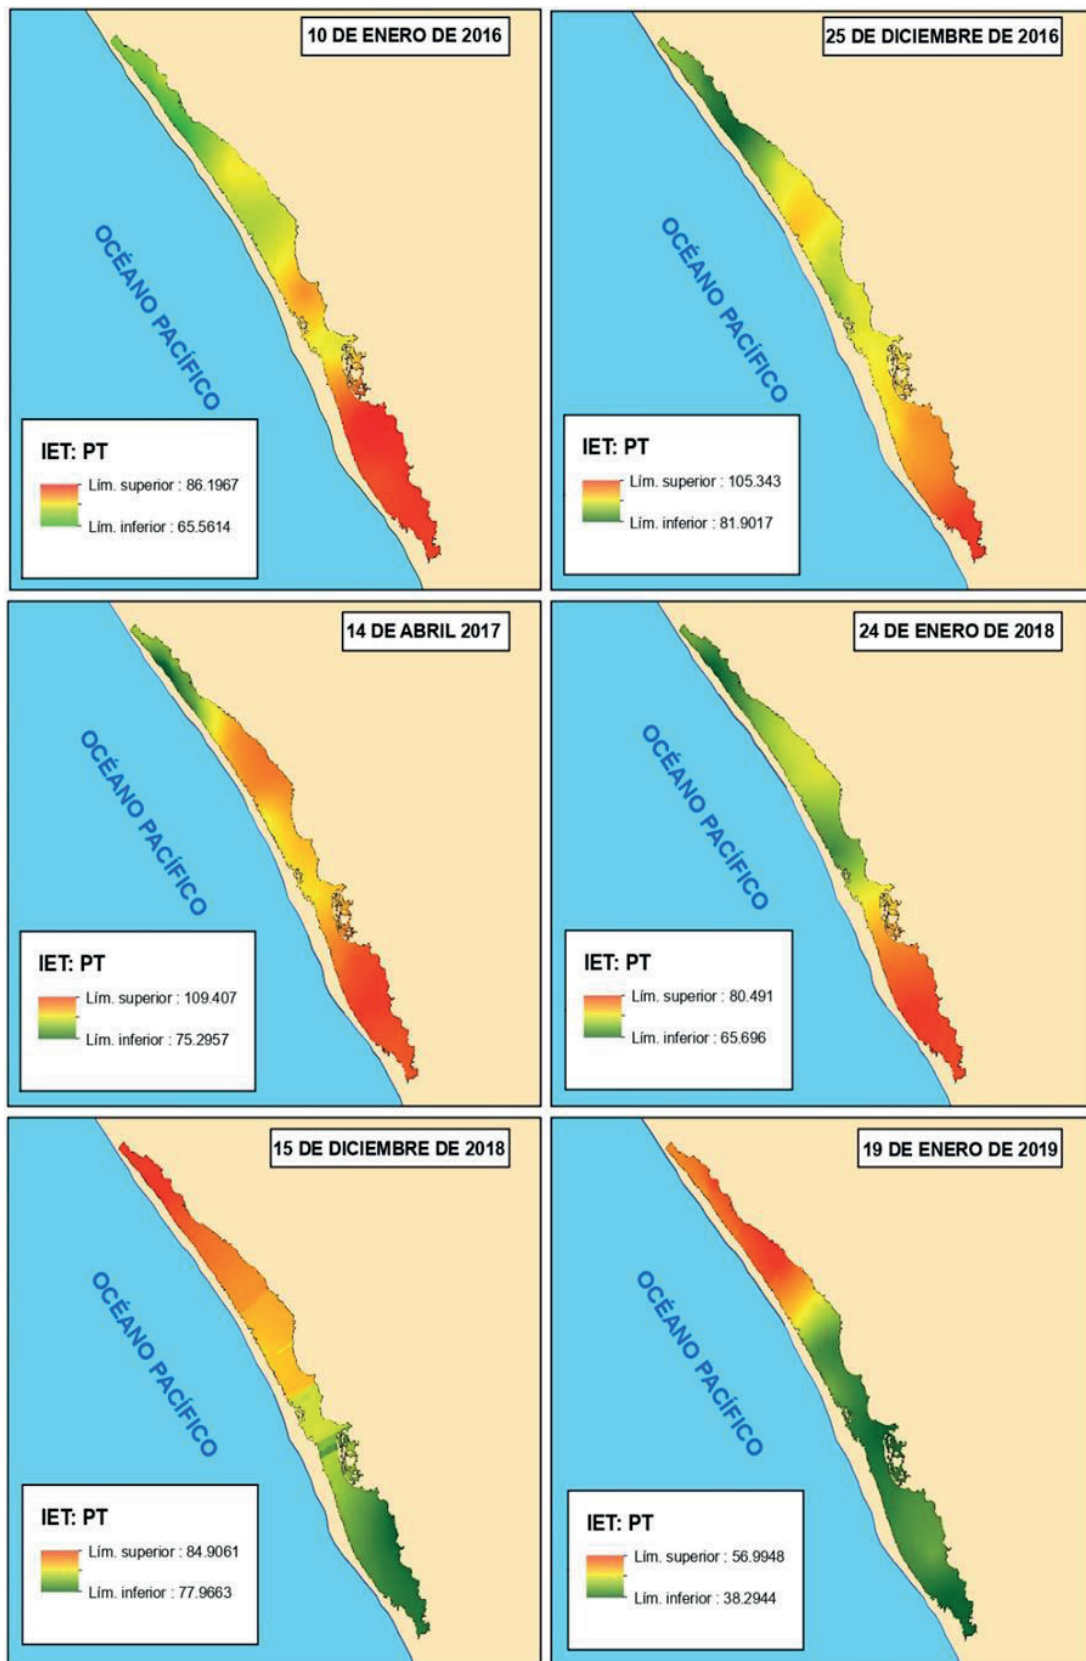 10 DE ENERO DE 2016
OCÉANO PACÍFICO
IET: PT
Lím. superior : 86.1967
Lím. inferior : 65.5614
25 DE DICIEMBRE DE 2016
OCÉANO PACÍFICO
IET: PT
Lím. superior : 105.343
Lím. inferior : 81.9017
14 DE ABRIL 2017
OCÉANO PACÍFICO
IET: PT
Lím. superior : 109.407
Lím. inferior : 75.2957
24 DE ENERO DE 2018
OCÉANO PACÍFICO
IET: PT
Lím. superior : 80.491
Lím. inferior : 65.696
15 DE DICIEMBRE DE 2018
OCÉANO PACÍFICO
IET: PT
Lím. superior : 84.9061
Lím. inferior : 77.9663
19 DE ENERO DE 2019
OCÉANO PACÍFICO
IET: PT
Lím. superior : 56.9948
Lím. inferior : 38.2944